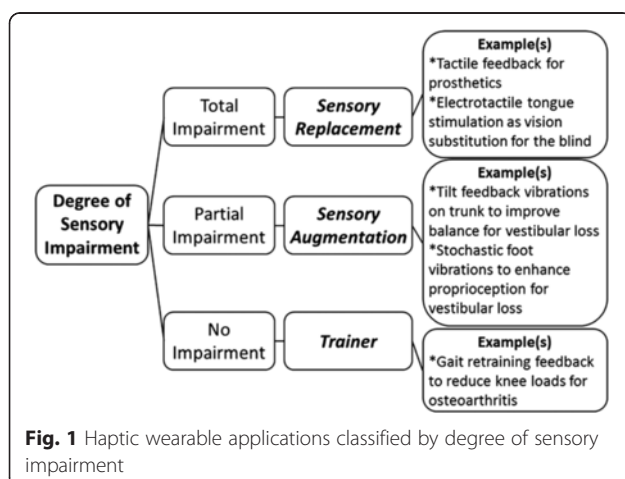 Degree of
Sensory
Impairment
Total
Impairment
Sensory
Replacement
Example(s)
*Tactile feedback for
prosthetics
*Electrotactile tongue
stimulation as vision
substitution for the blind
Partial
Impairment
Sensory
Augmentation
Example(s)
*Tilt feedback vibrations
on trunk to improve
balance for vestibular loss
*Stochastic foot
vibrations to enhance
proprioception for
vestibular loss
No
Impairment
Trainer
Example(s)
*Gait retraining feedback
to reduce knee loads for
osteoarthritis
Fig. 1 Haptic wearable applications classified by degree of sensory
impairment